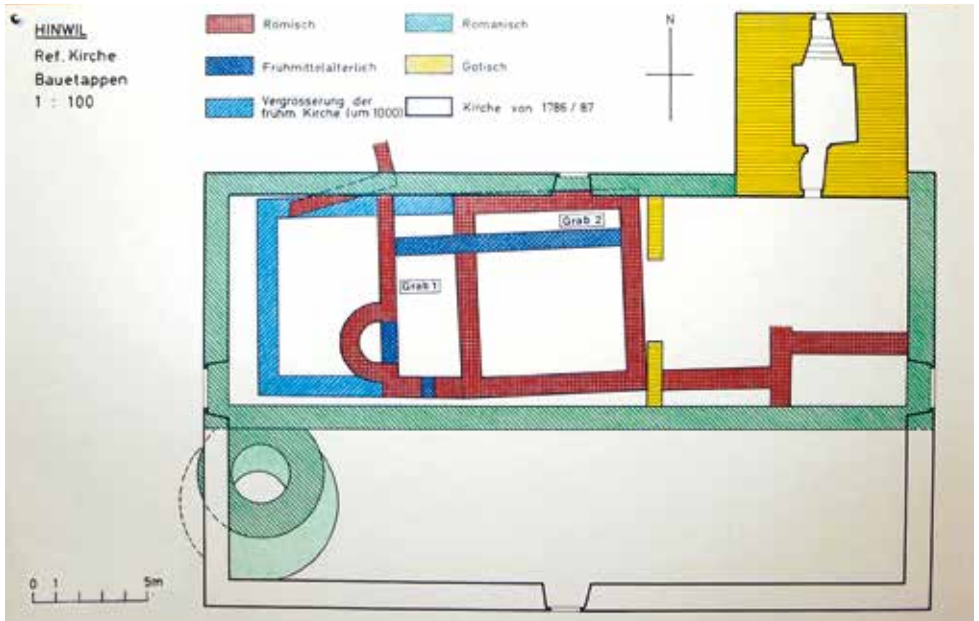 HINWIL
Ref. Kirche
Bauetappen
1 : 100
Römisch
Frühmittelalterlich
Vergrösserung der
frühm. Kirche (um 1000)
Romanisch
Gotisch
Kirche von 1786 / 87
N
Grab 2
Grab 1
0 1 5m